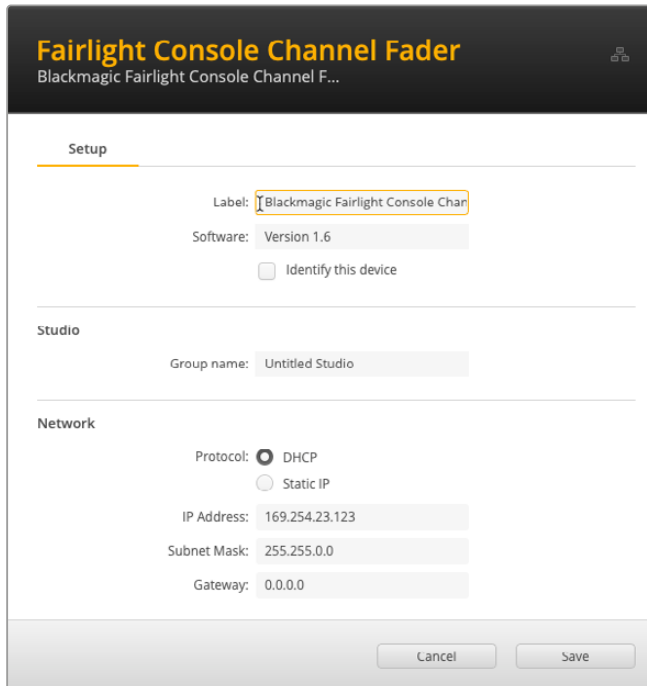 Fairlight Console Channel Fader
Blackmagic Fairlight Console Channel F...
Setup
Label: Blackmagic Fairlight Console Chan
Software: Version 1.6
Identify this device
Studio
Group name: Untitled Studio
Network
Protocol: DHCP
Static IP
IP Address: 169.254.23.123
Subnet Mask: 255.255.0.0
Gateway: 0.0.0.0
Cancel Save